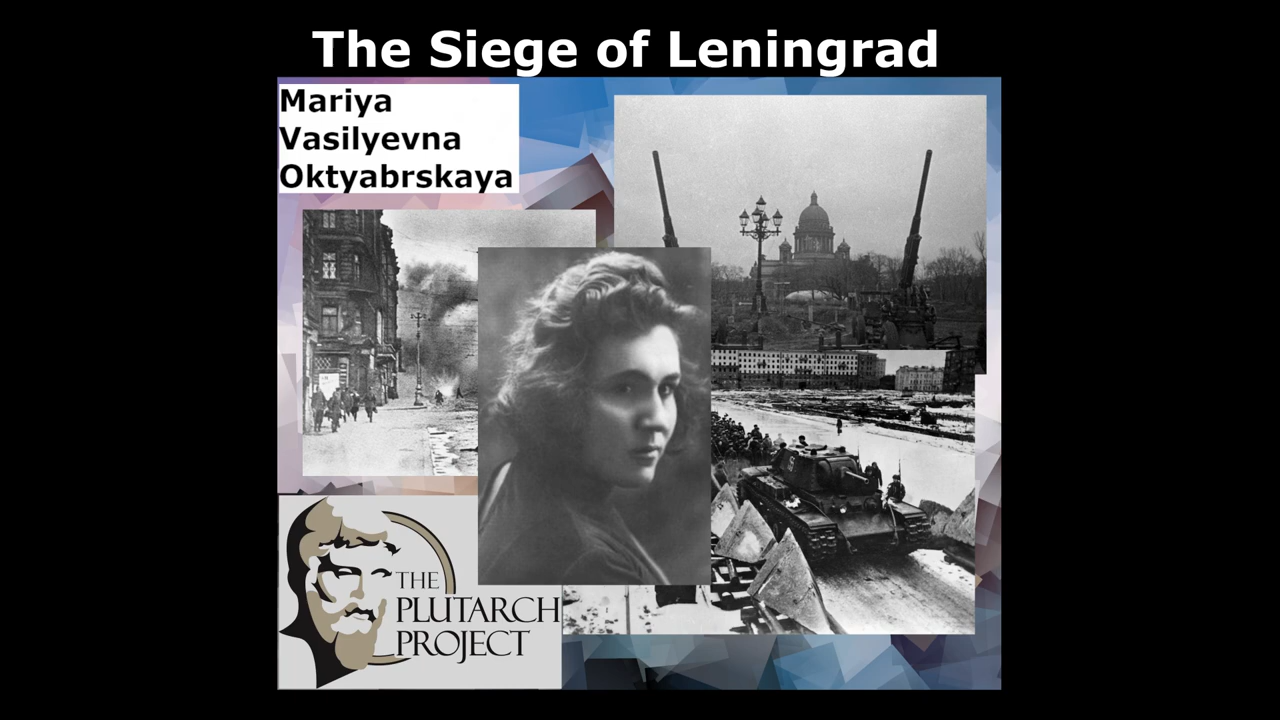 The Siege of Leningrad
Mariya
Vasilyevna
Oktyabrskaya
THE
PLUTARCH
PROJECT